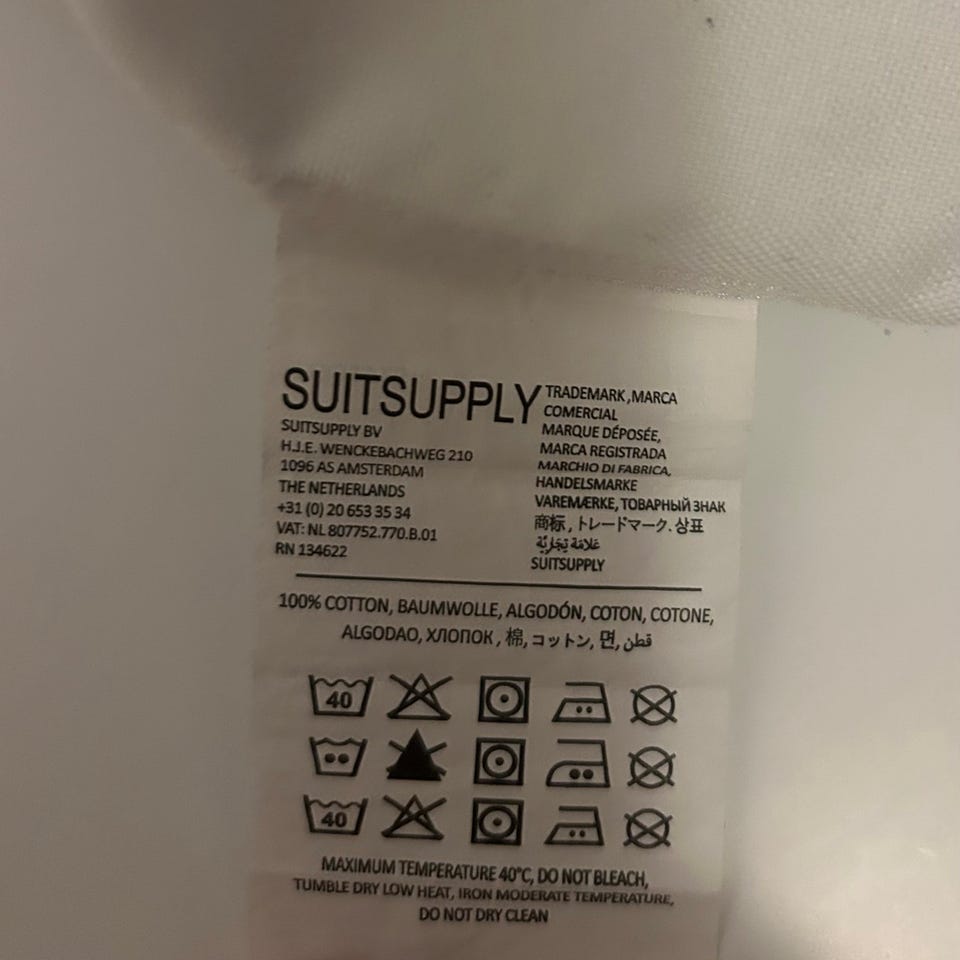 SUITSUPPLY
SUITSUPPLY BV
H.J.E. WENCKEBACHWEG 210
1096 AS AMSTERDAM
THE NETHERLANDS
+31 (0) 20 653 35 34
VAT: NL 807752.770.B.01
RN 134622
TRADEMARK ,MARCA
COMERCIAL
MARQUE DÉPOSÉE,
MARCA REGISTRADA
MARCHIO DI FABRICA,
HANDELSMARKE
VAREMÆRKE, ТОВАРНЫЙ ЗНАК
商标 , トレードマーク. 상표
علامة تجارية
SUITSUPPLY
100% COTTON, BAUMWOLLE, ALGODÓN, COTON, COTONE,
ALGODAO, ХЛОПОК , 棉, コットン, 면, قطن
40
40
MAXIMUM TEMPERATURE 40°C, DO NOT BLEACH,
TUMBLE DRY LOW HEAT, IRON MODERATE TEMPERATURE,
DO NOT DRY CLEAN